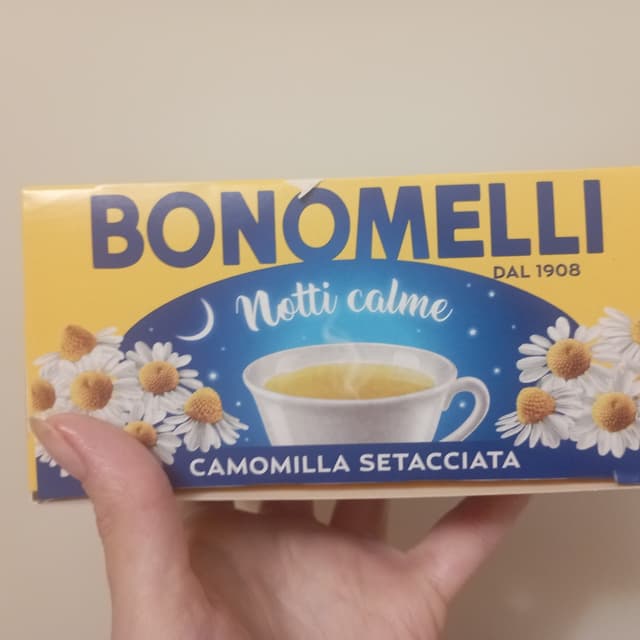 BONOMELLI
DAL 1908
Notti calme
CAMOMILLA SETACCIATA